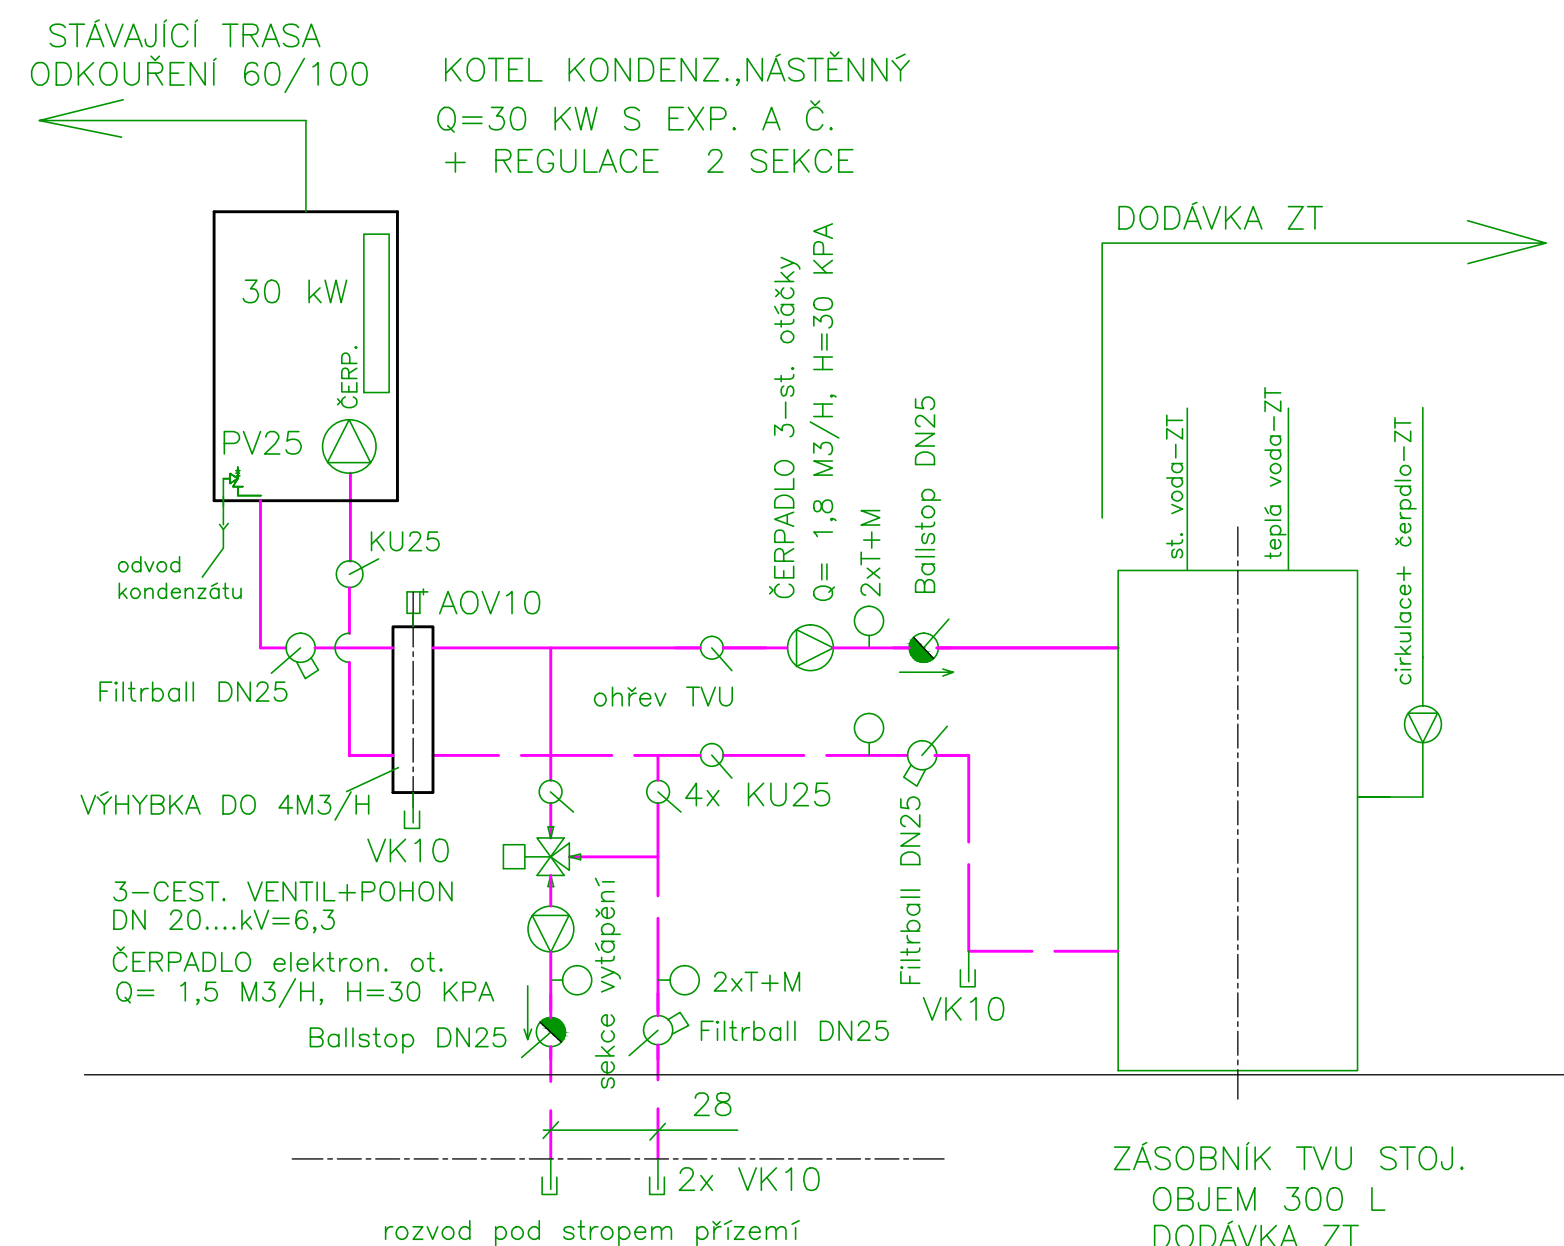 STÁVAJÍCÍ TRASA
ODKOUŘENÍ 60/100
KOTEL KONDENZ.,NÁSTĚNNÝ
Q=30 KW S EXP. A Č.
+ REGULACE 2 SEKCE
DODÁVKA ZT
30 kW
ČERP.
PV25
KU25
odvod
kondenzátu
AOV10
Filtrball DN25
VÝHYBKA DO 4M3/H
VK10
ČERPADLO 3-st. otáčky
Q= 1,8 M3/H, H=30 KPA
2xT+M
Ballstop DN25
ohřev TVU
4x KU25
Filtrball DN25
VK10
st. voda-ZT
teplá voda-ZT
cirkulace+ čerpdlo-ZT
3-CEST. VENTIL+POHON
DN 20....kV=6,3
ČERPADLO elektron. ot.
Q= 1,5 M3/H, H=30 KPA
Ballstop DN25
sekce vytápění
2xT+M
Filtrball DN25
28
2x VK10
rozvod pod stropem přízemí
ZÁSOBNÍK TVU STOJ.
OBJEM 300 L
DODÁVKA ZT